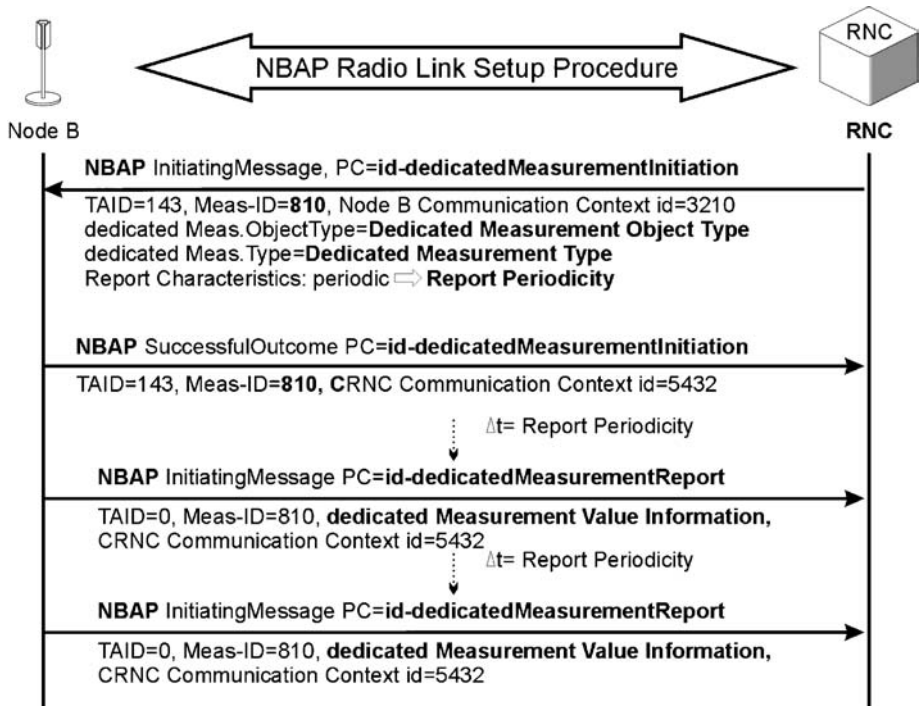 RNC
NBAP Radio Link Setup Procedure
Node B
RNC
NBAP InitiatingMessage, PC=id-dedicatedMeasurementInitiation
TAID=143, Meas-ID=810, Node B Communication Context id=3210
dedicated Meas.ObjectType=Dedicated Measurement Object Type
dedicated Meas.Type=Dedicated Measurement Type
Report Characteristics: periodic ⇨ Report Periodicity
NBAP SuccessfulOutcome PC=id-dedicatedMeasurementInitiation
TAID=143, Meas-ID=810, CRNC Communication Context id=5432
Δt= Report Periodicity
NBAP InitiatingMessage PC=id-dedicatedMeasurementReport
TAID=0, Meas-ID=810, dedicated Measurement Value Information,
CRNC Communication Context id=5432
Δt= Report Periodicity
NBAP InitiatingMessage PC=id-dedicatedMeasurementReport
TAID=0, Meas-ID=810, dedicated Measurement Value Information,
CRNC Communication Context id=5432